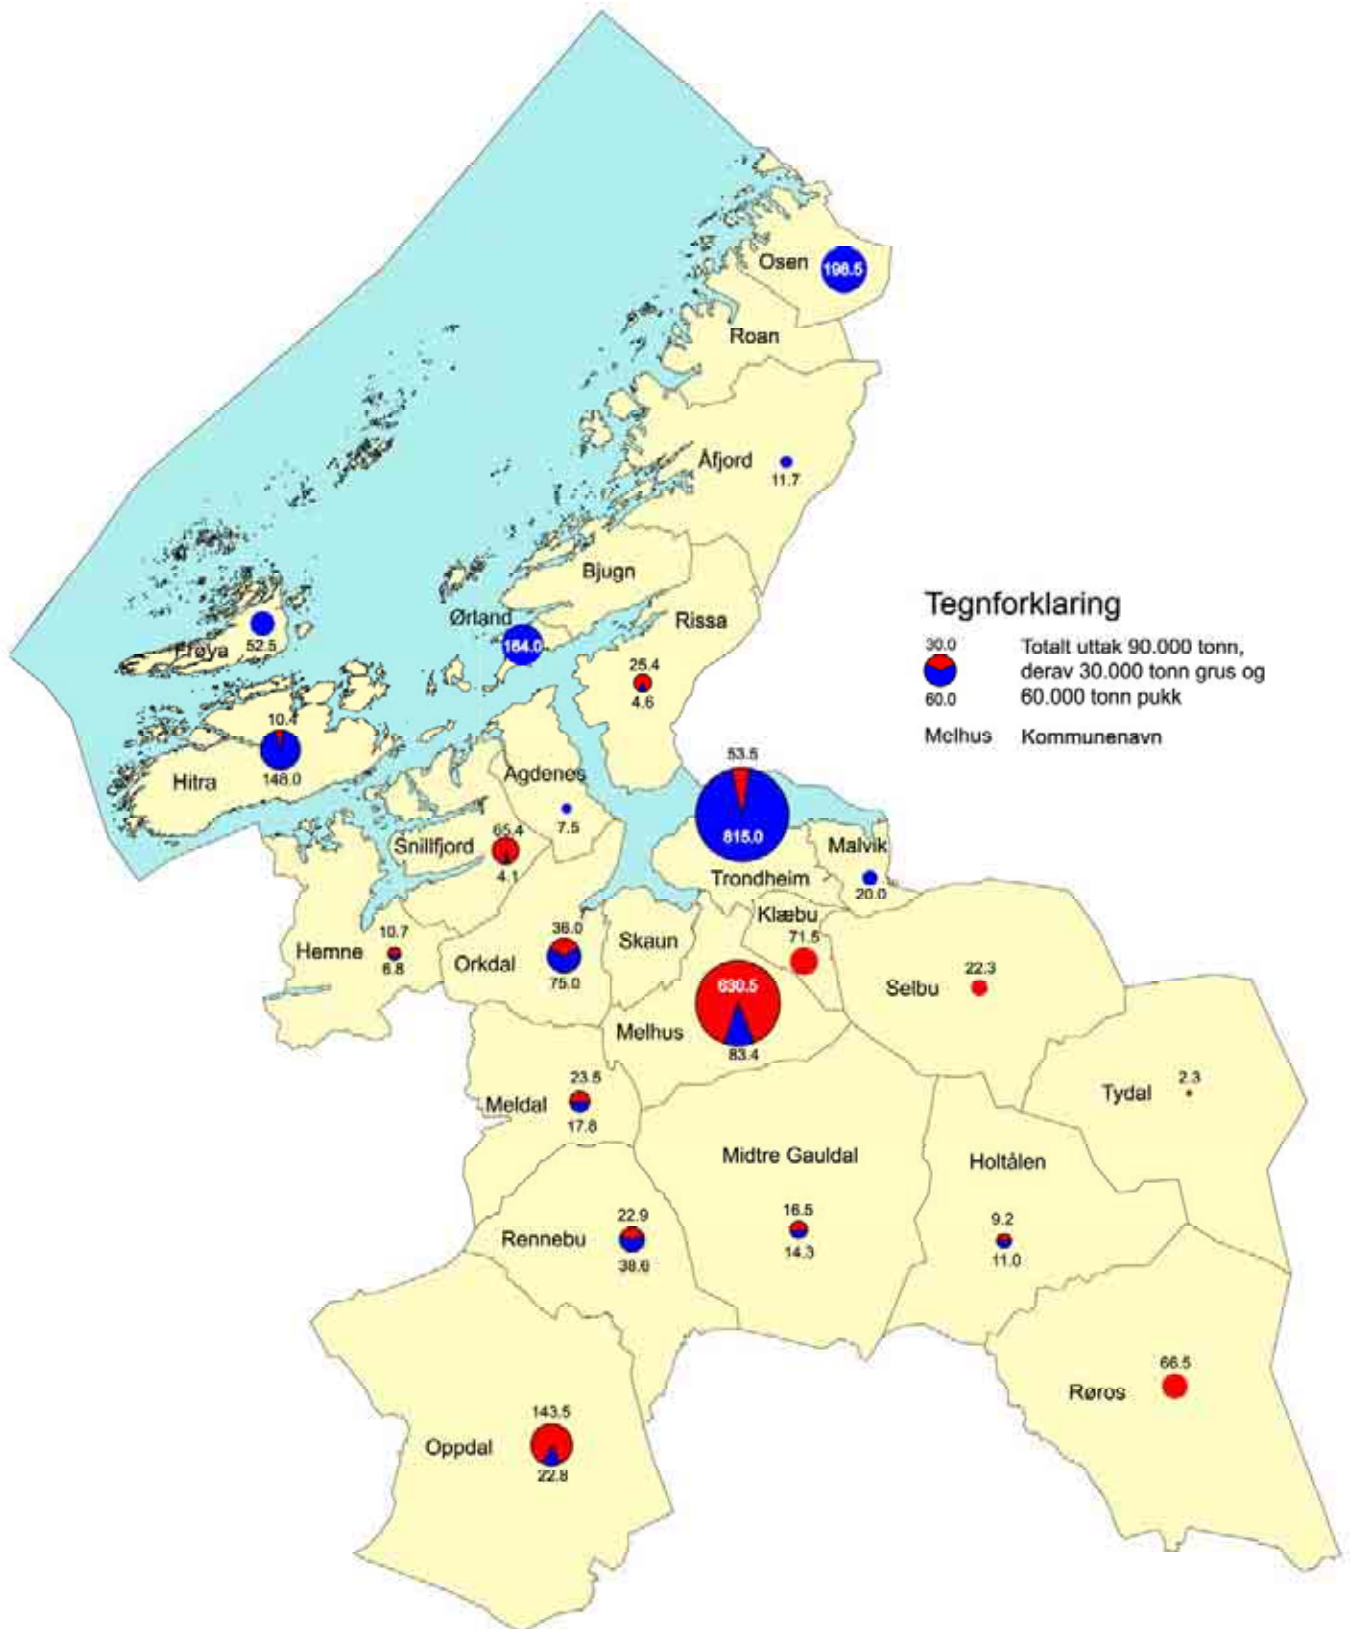 Osen
198.5
Roan
Åfjord
11.7
Bjugn
Ørland
164.0
Rissa
25.4
4.6
Frøya
52.5
Tegnforklaring
30.0
60.0
Totalt uttak 90.000 tonn,
derav 30.000 tonn grus og
60.000 tonn pukk
Melhus Kommunenavn
10.4
Hitra
148.0
Agdenes
7.5
53.5
815.0
Trondheim
Malvik
20.0
Snillfjord
65.4
4.1
Klæbu
71.5
Hemne
10.7
6.8
Orkdal
36.0
75.0
Skaun
Selbu
22.3
Melhus
630.5
83.4
Tydal
2.3
Meldal
23.5
17.8
Midtre Gauldal
16.5
14.3
Holtålen
9.2
11.0
Rennebu
22.9
38.6
Røros
66.5
Oppdal
143.5
22.8